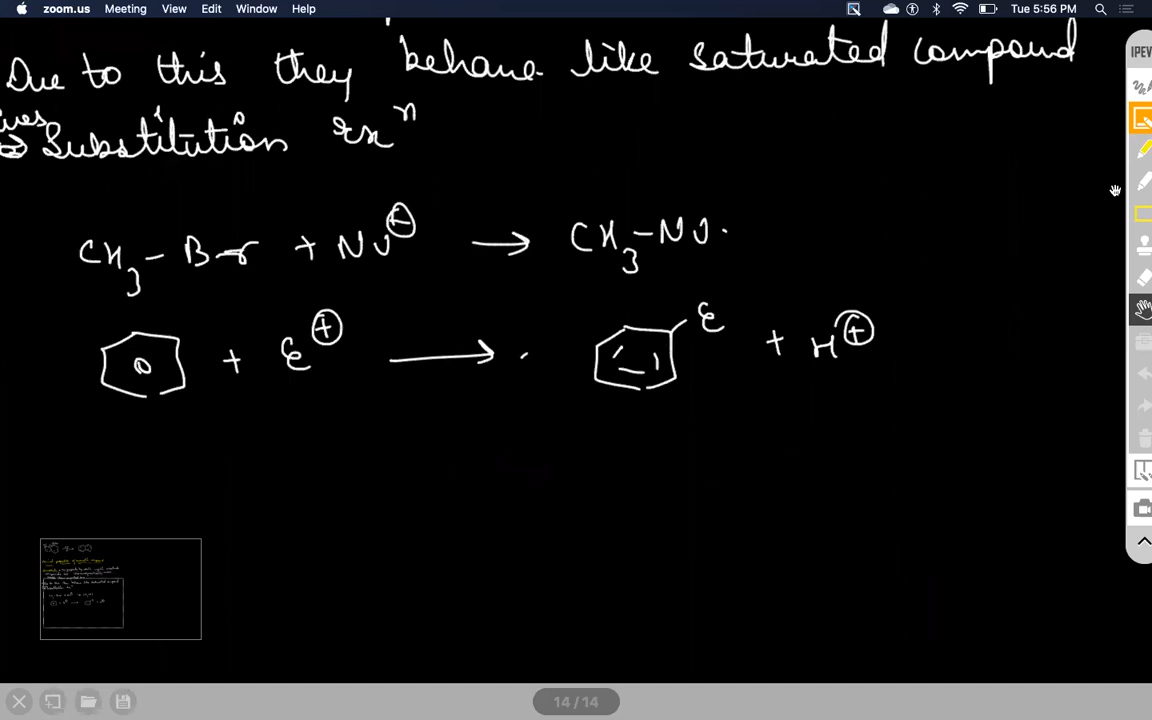 zoom.us Meeting View Edit Window Help Tue 5:56 PM
IPEV
Due to this they behave like saturated compound
Substitution rxⁿ
CH₃ – Br + Nu⊖ → CH₃–NU.
+ E⊕ → E + H⊕
14 / 14